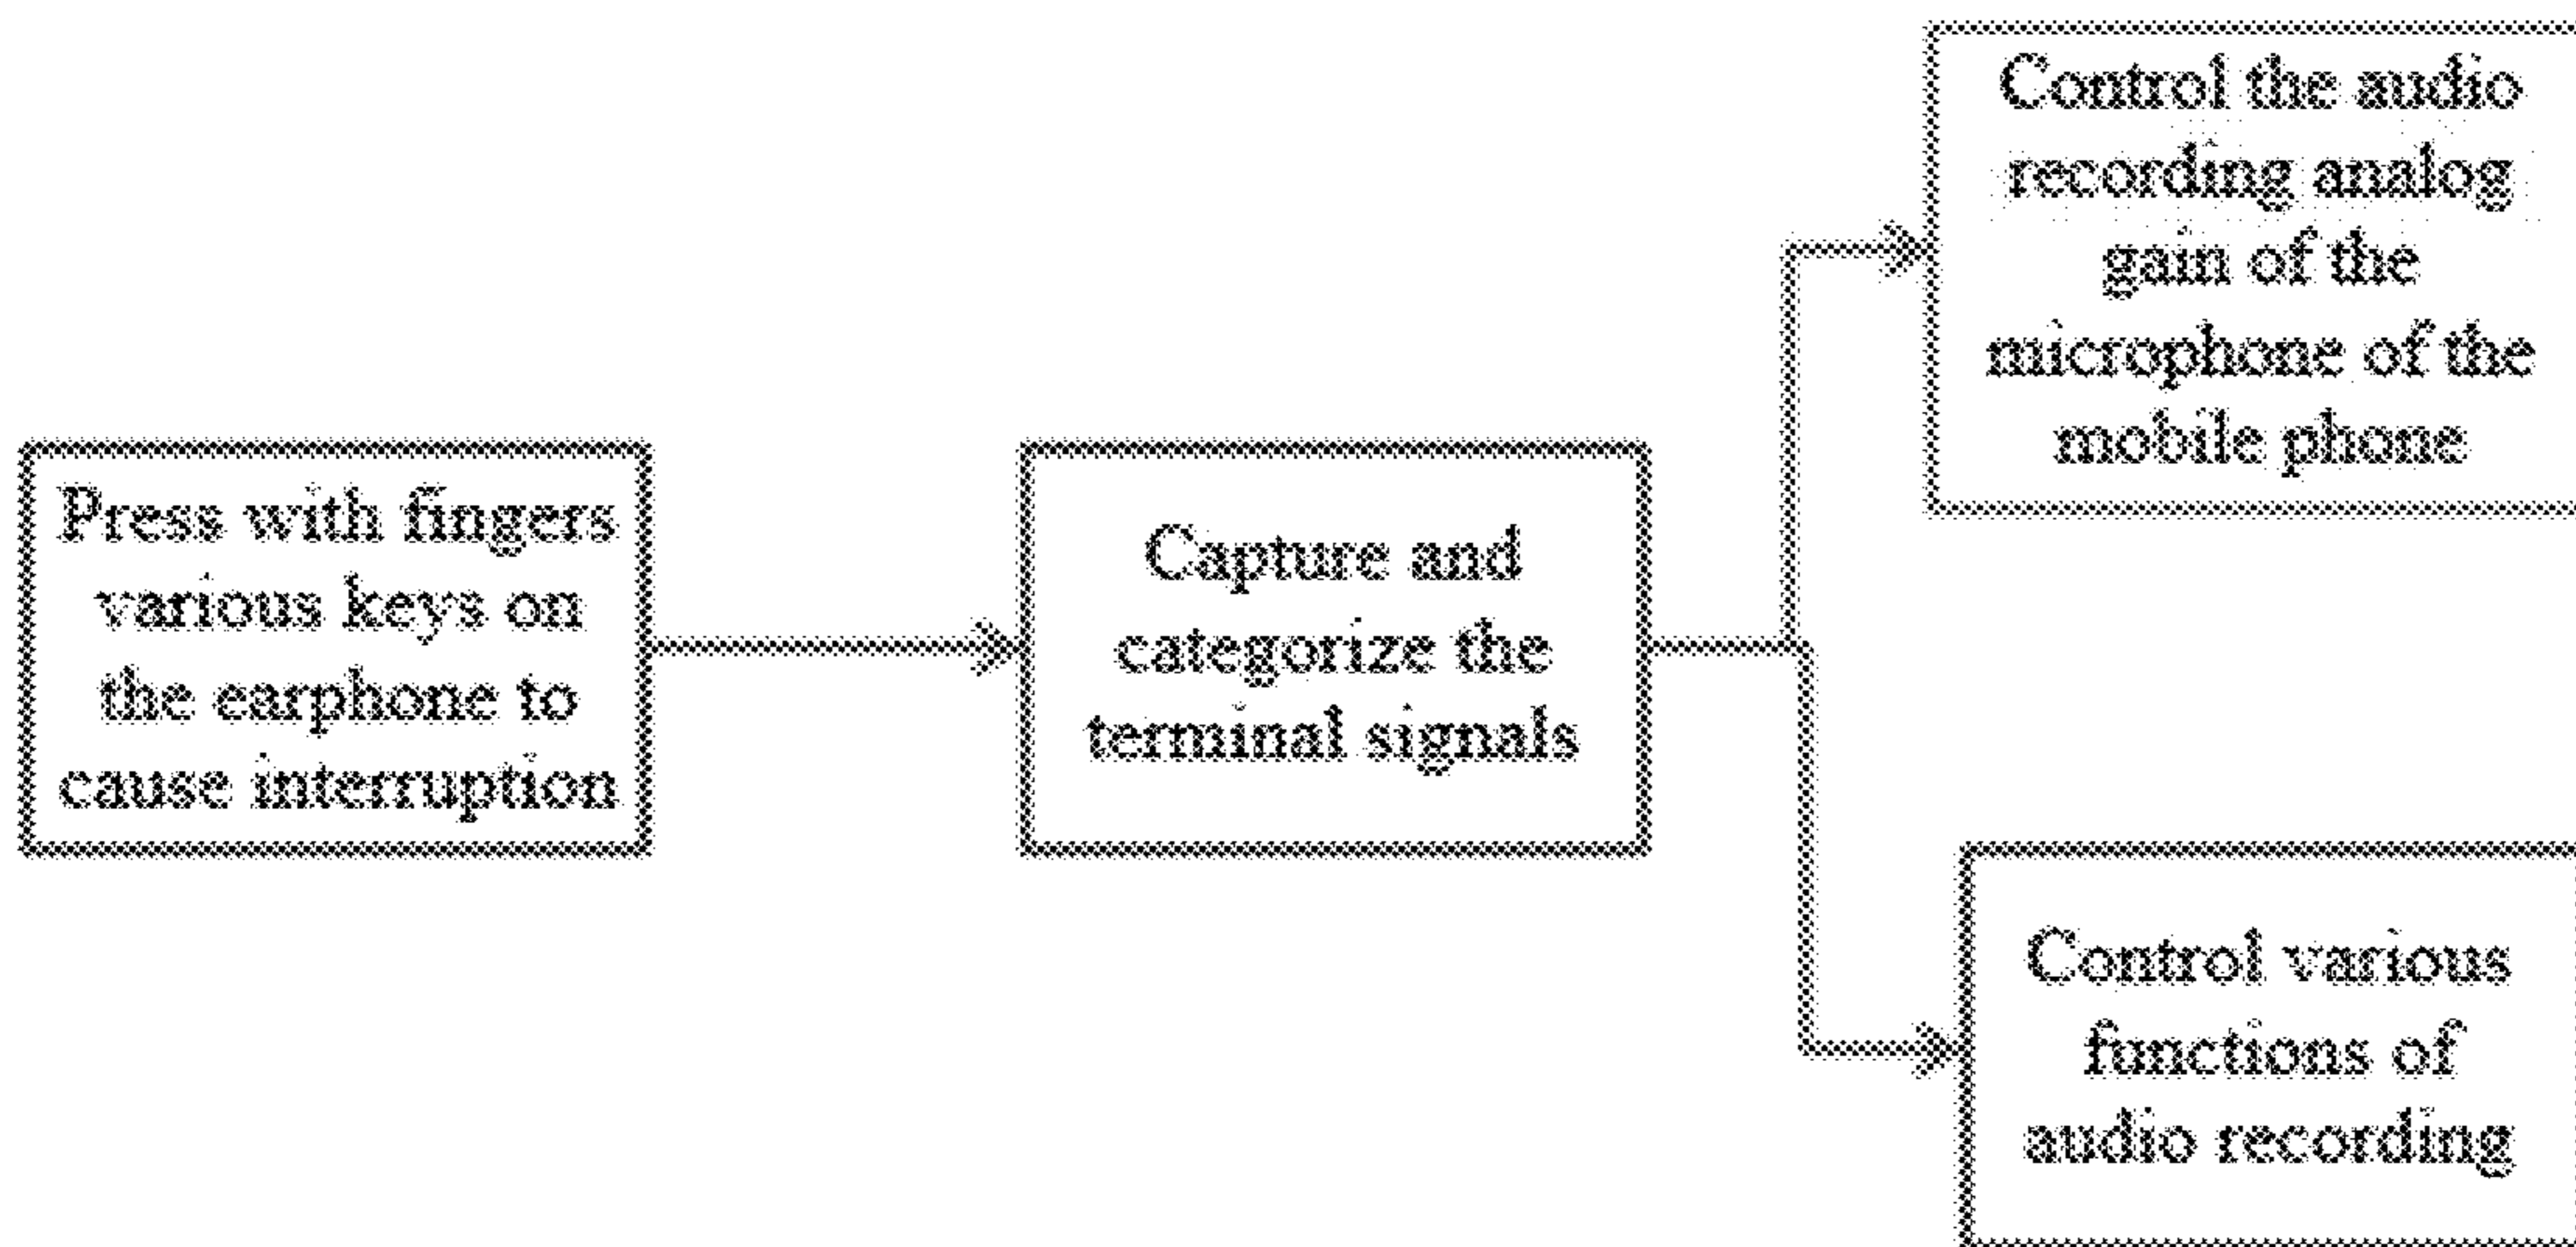 Press with fingers
various keys on
the earphone to
cause interruption
Capture and
categorize the
terminal signals
Control the audio
recording analog
gain of the
microphone of the
mobile phone
Control various
functions of
audio recording